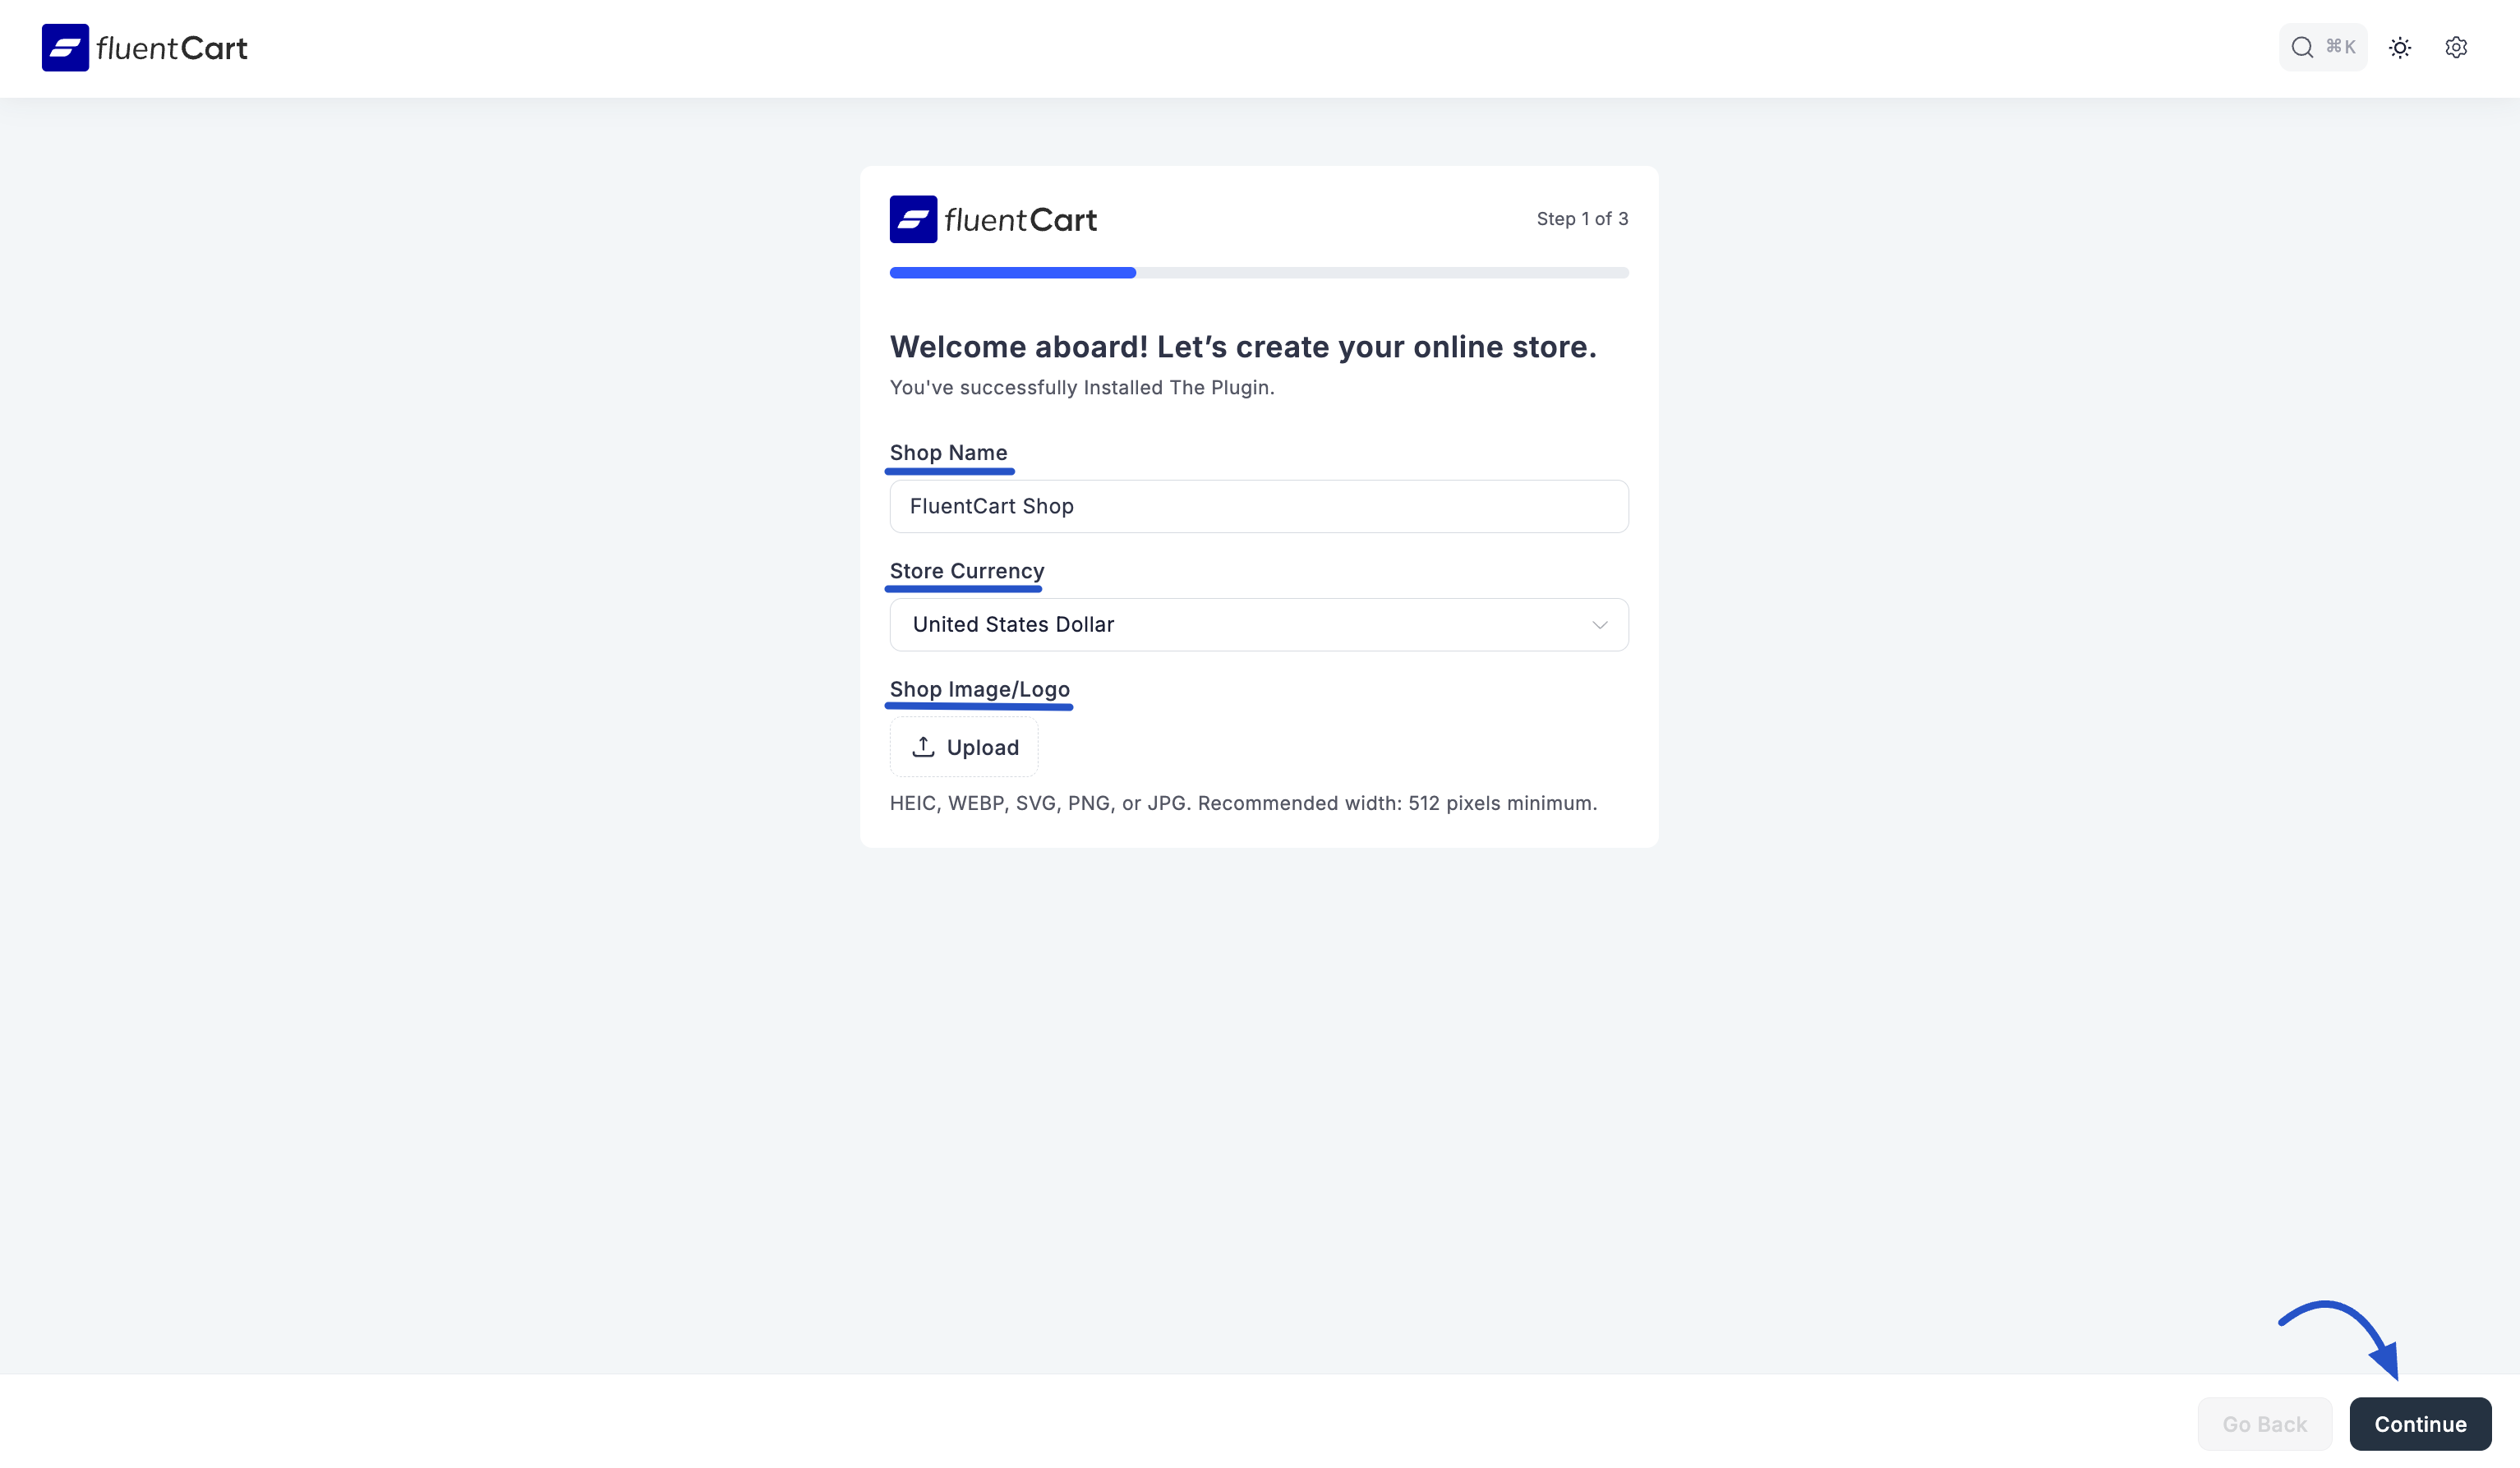 fluentCart
⌘K
fluentCart
Step 1 of 3
Welcome aboard! Let’s create your online store.
You've successfully Installed The Plugin.
Shop Name
FluentCart Shop
Store Currency
United States Dollar
Shop Image/Logo
Upload
HEIC, WEBP, SVG, PNG, or JPG. Recommended width: 512 pixels minimum.
Go Back
Continue